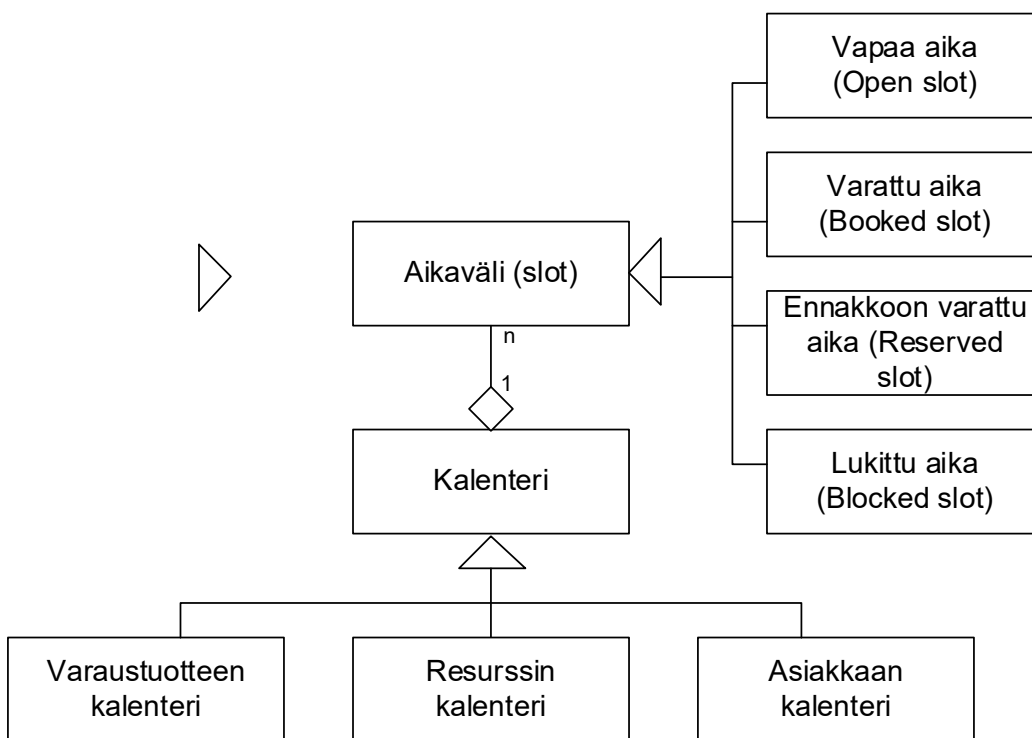 Vapaa aika
(Open slot)
Varattu aika
(Booked slot)
Aikaväli (slot)
Ennakkoon varattu
aika (Reserved
slot)
n
1
Kalenteri
Lukittu aika
(Blocked slot)
Varaustuotteen
kalenteri
Resurssin
kalenteri
Asiakkaan
kalenteri